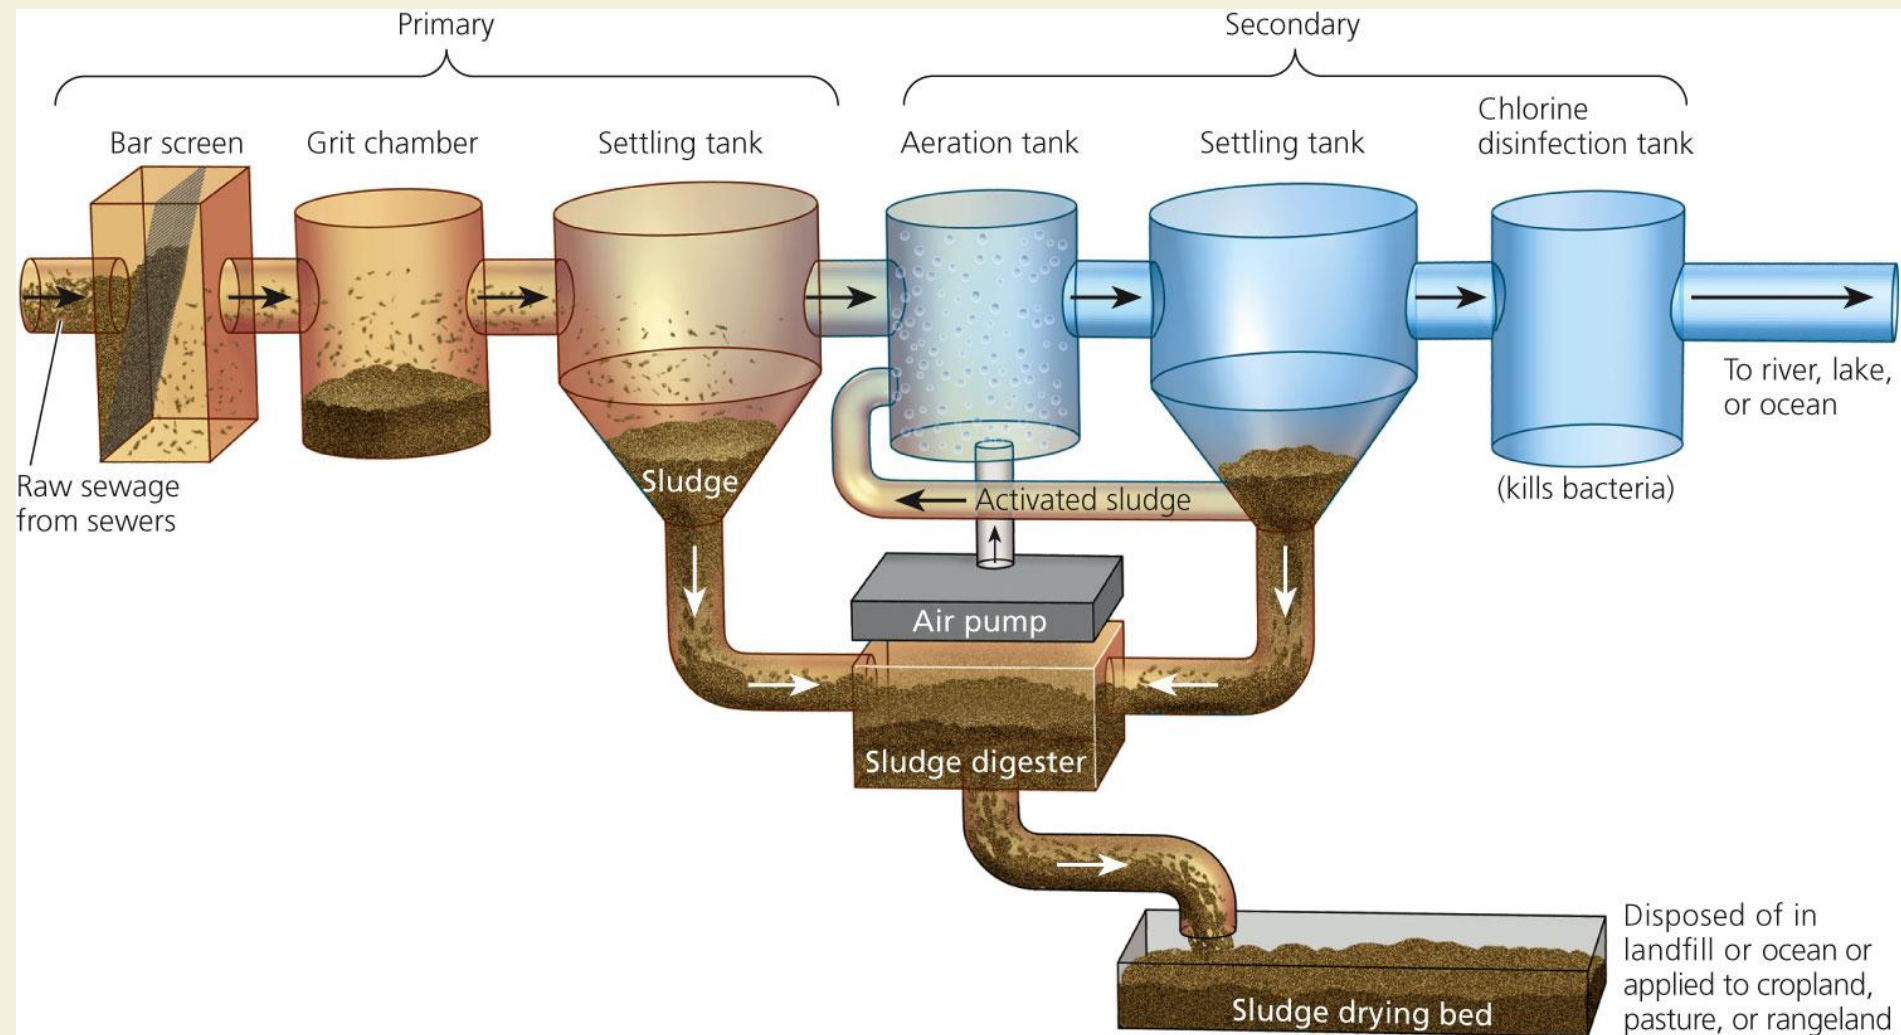 Primary
Secondary
Bar screen
Grit chamber
Settling tank
Aeration tank
Settling tank
Chlorine
disinfection tank
Raw sewage
from sewers
Sludge
Activated sludge
(kills bacteria)
To river, lake,
or ocean
Air pump
Sludge digester
Sludge drying bed
Disposed of in
landfill or ocean or
applied to cropland,
pasture, or rangeland